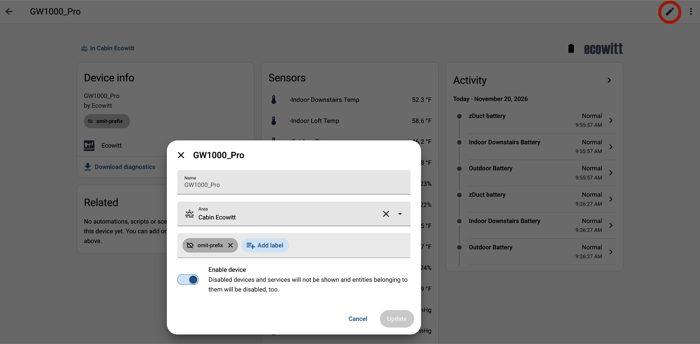 GW1000_Pro
In Cabin Ecowitt
ecowitt
Device info
GW1000_Pro
by Ecowitt
omit-prefix
Ecowitt
Download diagnostics
Related
No automations, scripts or sce
this device yet. You can add on
above.
Sensors
-Indoor Downstairs Temp
52.3 °F
-Indoor Loft Temp
58.6 °F
Activity
Today · November 20, 2026
zDuct battery
Normal
9:55:57 AM
Indoor Downstairs Battery
Normal
9:55:57 AM
Outdoor Battery
Normal
9:55:57 AM
zDuct battery
Normal
9:26:27 AM
Indoor Downstairs Battery
Normal
9:26:27 AM
Outdoor Battery
Normal
9:26:27 AM
GW1000_Pro
Name
GW1000_Pro
Area
Cabin Ecowitt
omit-prefix
Add label
Enable device
Disabled devices and services will not be shown and entities belonging to
them will be disabled, too.
Cancel
Update